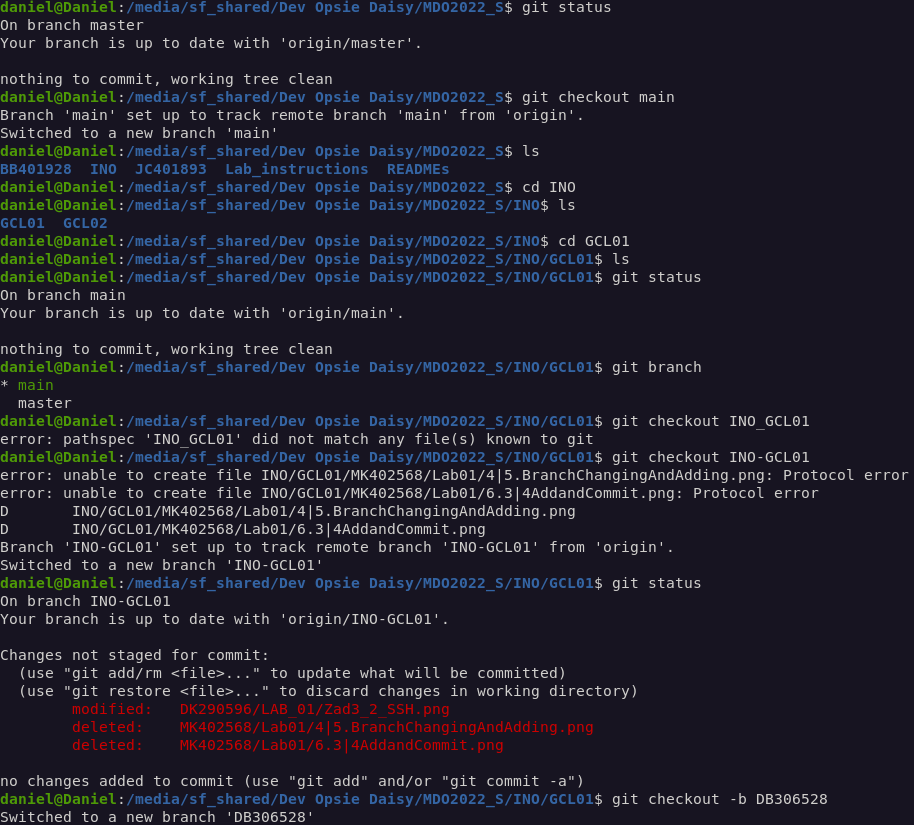 daniel@Daniel:/media/sf_shared/Dev Opsie Daisy/MDO2022_S$ git status
On branch master
Your branch is up to date with 'origin/master'.

nothing to commit, working tree clean
daniel@Daniel:/media/sf_shared/Dev Opsie Daisy/MDO2022_S$ git checkout main
Branch 'main' set up to track remote branch 'main' from 'origin'.
Switched to a new branch 'main'
daniel@Daniel:/media/sf_shared/Dev Opsie Daisy/MDO2022_S$ ls
BB401928  INO  JC401893  Lab_instructions  READMEs
daniel@Daniel:/media/sf_shared/Dev Opsie Daisy/MDO2022_S$ cd INO
daniel@Daniel:/media/sf_shared/Dev Opsie Daisy/MDO2022_S/INO$ ls
GCL01  GCL02
daniel@Daniel:/media/sf_shared/Dev Opsie Daisy/MDO2022_S/INO$ cd GCL01
daniel@Daniel:/media/sf_shared/Dev Opsie Daisy/MDO2022_S/INO/GCL01$ ls
daniel@Daniel:/media/sf_shared/Dev Opsie Daisy/MDO2022_S/INO/GCL01$ git status
On branch main
Your branch is up to date with 'origin/main'.

nothing to commit, working tree clean
daniel@Daniel:/media/sf_shared/Dev Opsie Daisy/MDO2022_S/INO/GCL01$ git branch
* main
  master
daniel@Daniel:/media/sf_shared/Dev Opsie Daisy/MDO2022_S/INO/GCL01$ git checkout INO_GCL01
error: pathspec 'INO_GCL01' did not match any file(s) known to git
daniel@Daniel:/media/sf_shared/Dev Opsie Daisy/MDO2022_S/INO/GCL01$ git checkout INO-GCL01
error: unable to create file INO/GCL01/MK402568/Lab01/4|5.BranchChangingAndAdding.png: Protocol error
error: unable to create file INO/GCL01/MK402568/Lab01/6.3|4AddandCommit.png: Protocol error
D       INO/GCL01/MK402568/Lab01/4|5.BranchChangingAndAdding.png
D       INO/GCL01/MK402568/Lab01/6.3|4AddandCommit.png
Branch 'INO-GCL01' set up to track remote branch 'INO-GCL01' from 'origin'.
Switched to a new branch 'INO-GCL01'
daniel@Daniel:/media/sf_shared/Dev Opsie Daisy/MDO2022_S/INO/GCL01$ git status
On branch INO-GCL01
Your branch is up to date with 'origin/INO-GCL01'.

Changes not staged for commit:
  (use "git add/rm <file>..." to update what will be committed)
  (use "git restore <file>..." to discard changes in working directory)
        modified:   DK290596/LAB_01/Zad3_2_SSH.png
        deleted:    MK402568/Lab01/4|5.BranchChangingAndAdding.png
        deleted:    MK402568/Lab01/6.3|4AddandCommit.png

no changes added to commit (use "git add" and/or "git commit -a")
daniel@Daniel:/media/sf_shared/Dev Opsie Daisy/MDO2022_S/INO/GCL01$ git checkout -b DB306528
Switched to a new branch 'DB306528'